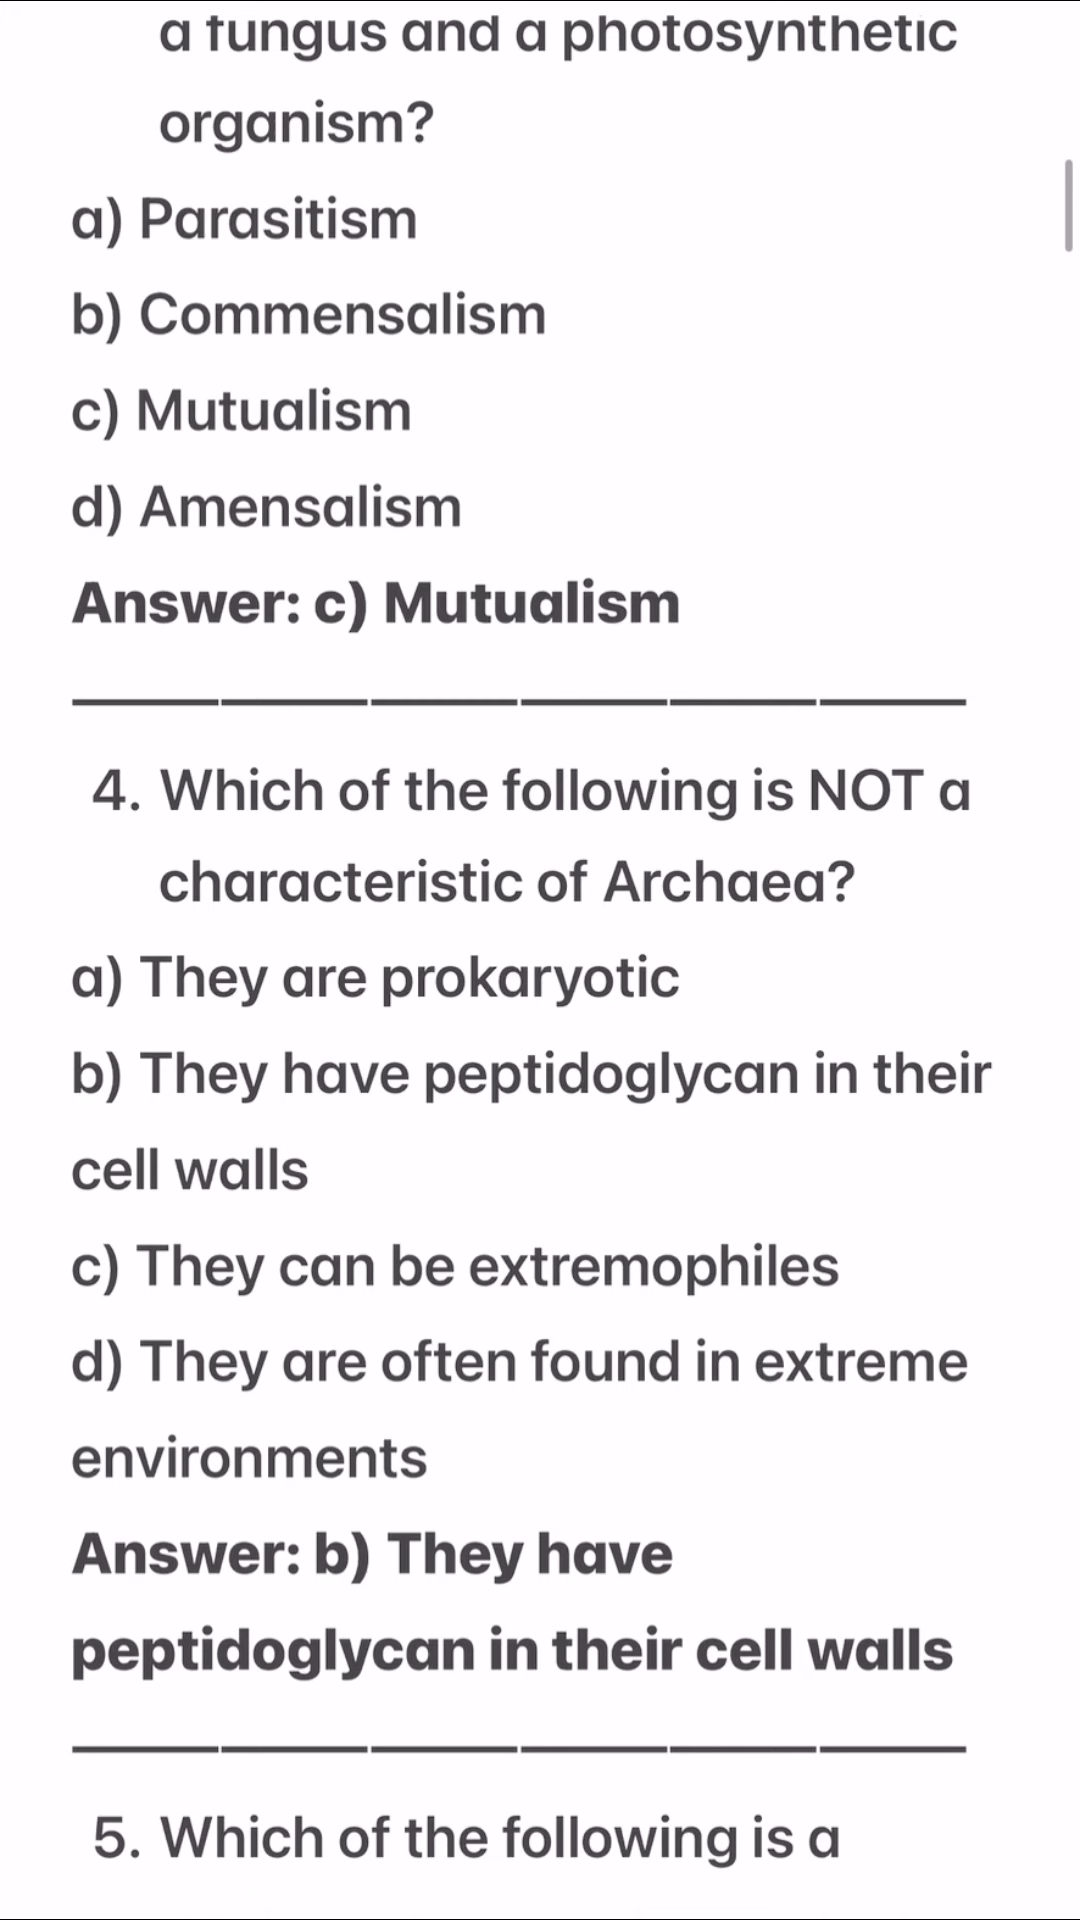 a fungus and a photosynthetic
organism?
a) Parasitism
b) Commensalism
c) Mutualism
d) Amensalism
Answer: c) Mutualism
______
4. Which of the following is NOT a
characteristic of Archaea?
a) They are prokaryotic
b) They have peptidoglycan in their
cell walls
c) They can be extremophiles
d) They are often found in extreme
environments
Answer: b) They have
peptidoglycan in their cell walls
______
5. Which of the following is a